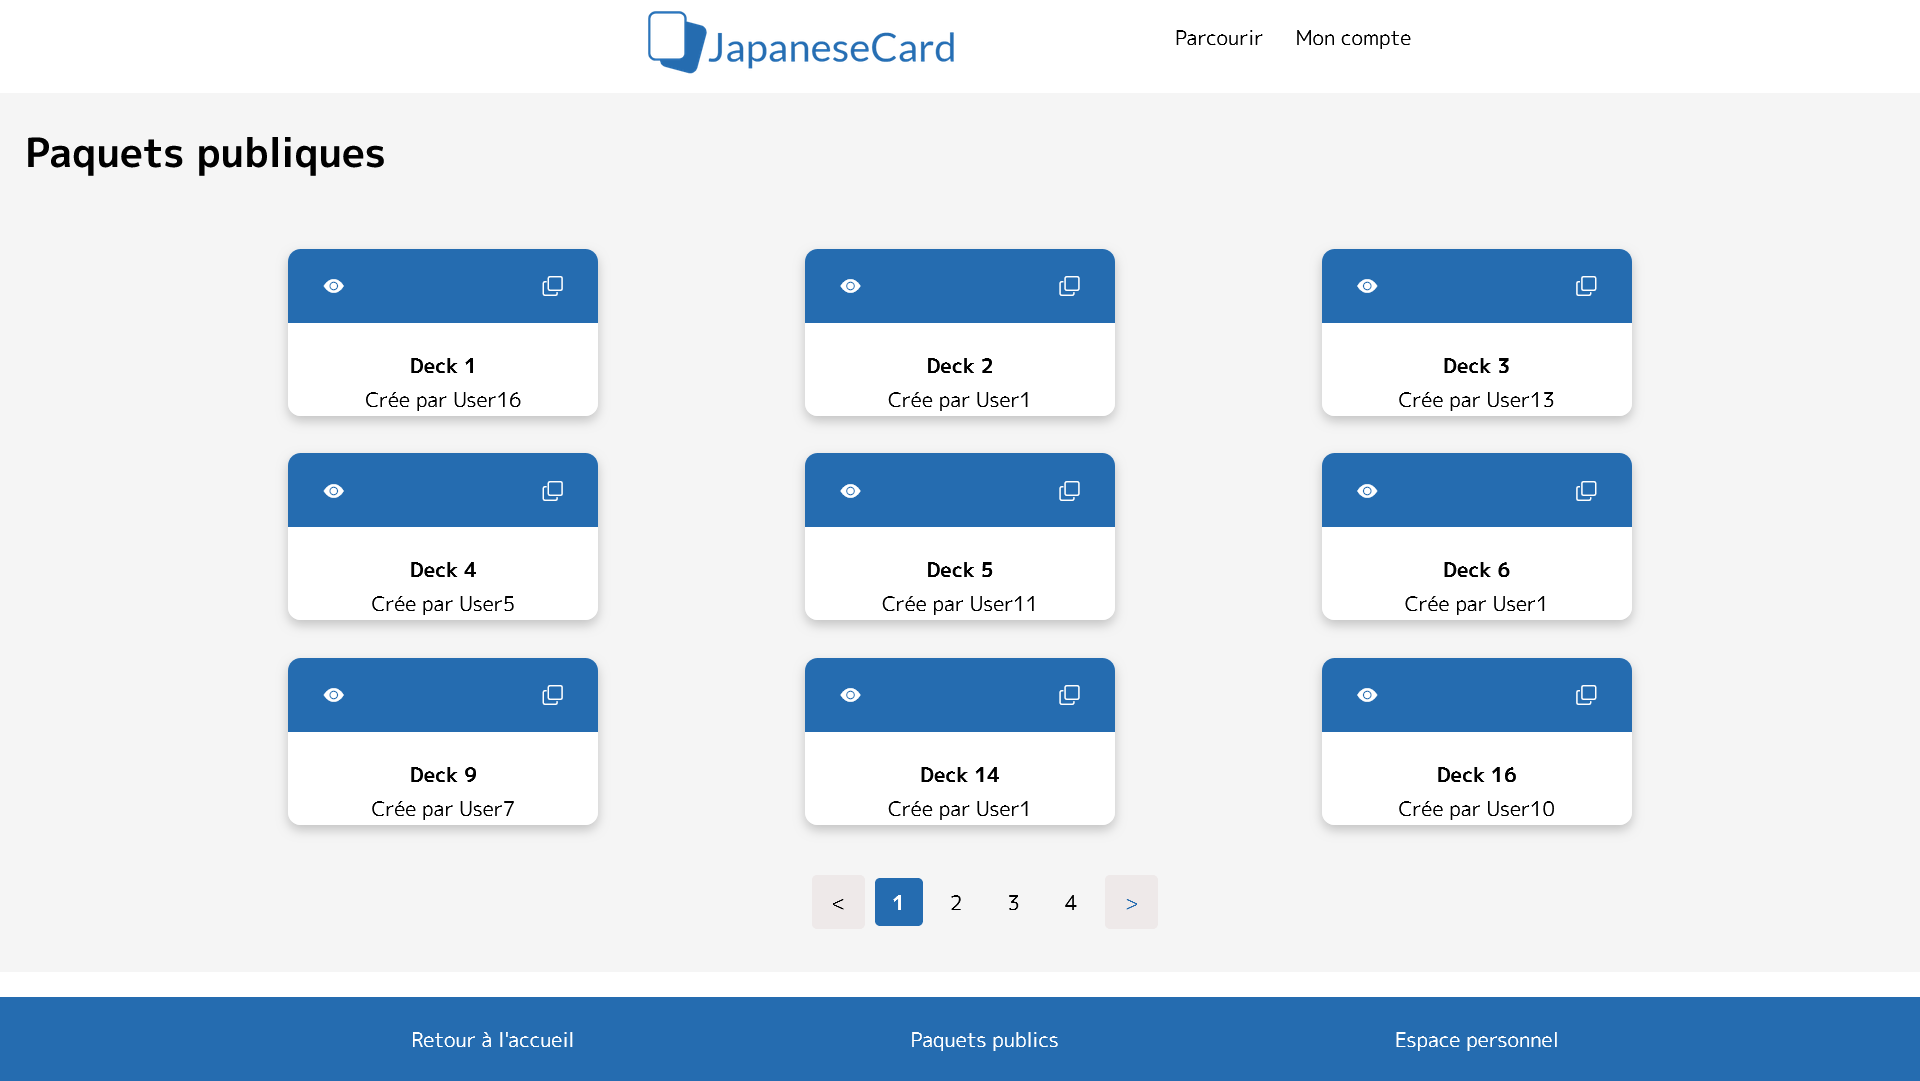 JapaneseCard
Parcourir Mon compte
Paquets publiques
Deck 1
Crée par User16
Deck 2
Crée par User1
Deck 3
Crée par User13
Deck 4
Crée par User5
Deck 5
Crée par User11
Deck 6
Crée par User1
Deck 9
Crée par User7
Deck 14
Crée par User1
Deck 16
Crée par User10
< 1 2 3 4 >
Retour à l'accueil Paquets publics Espace personnel